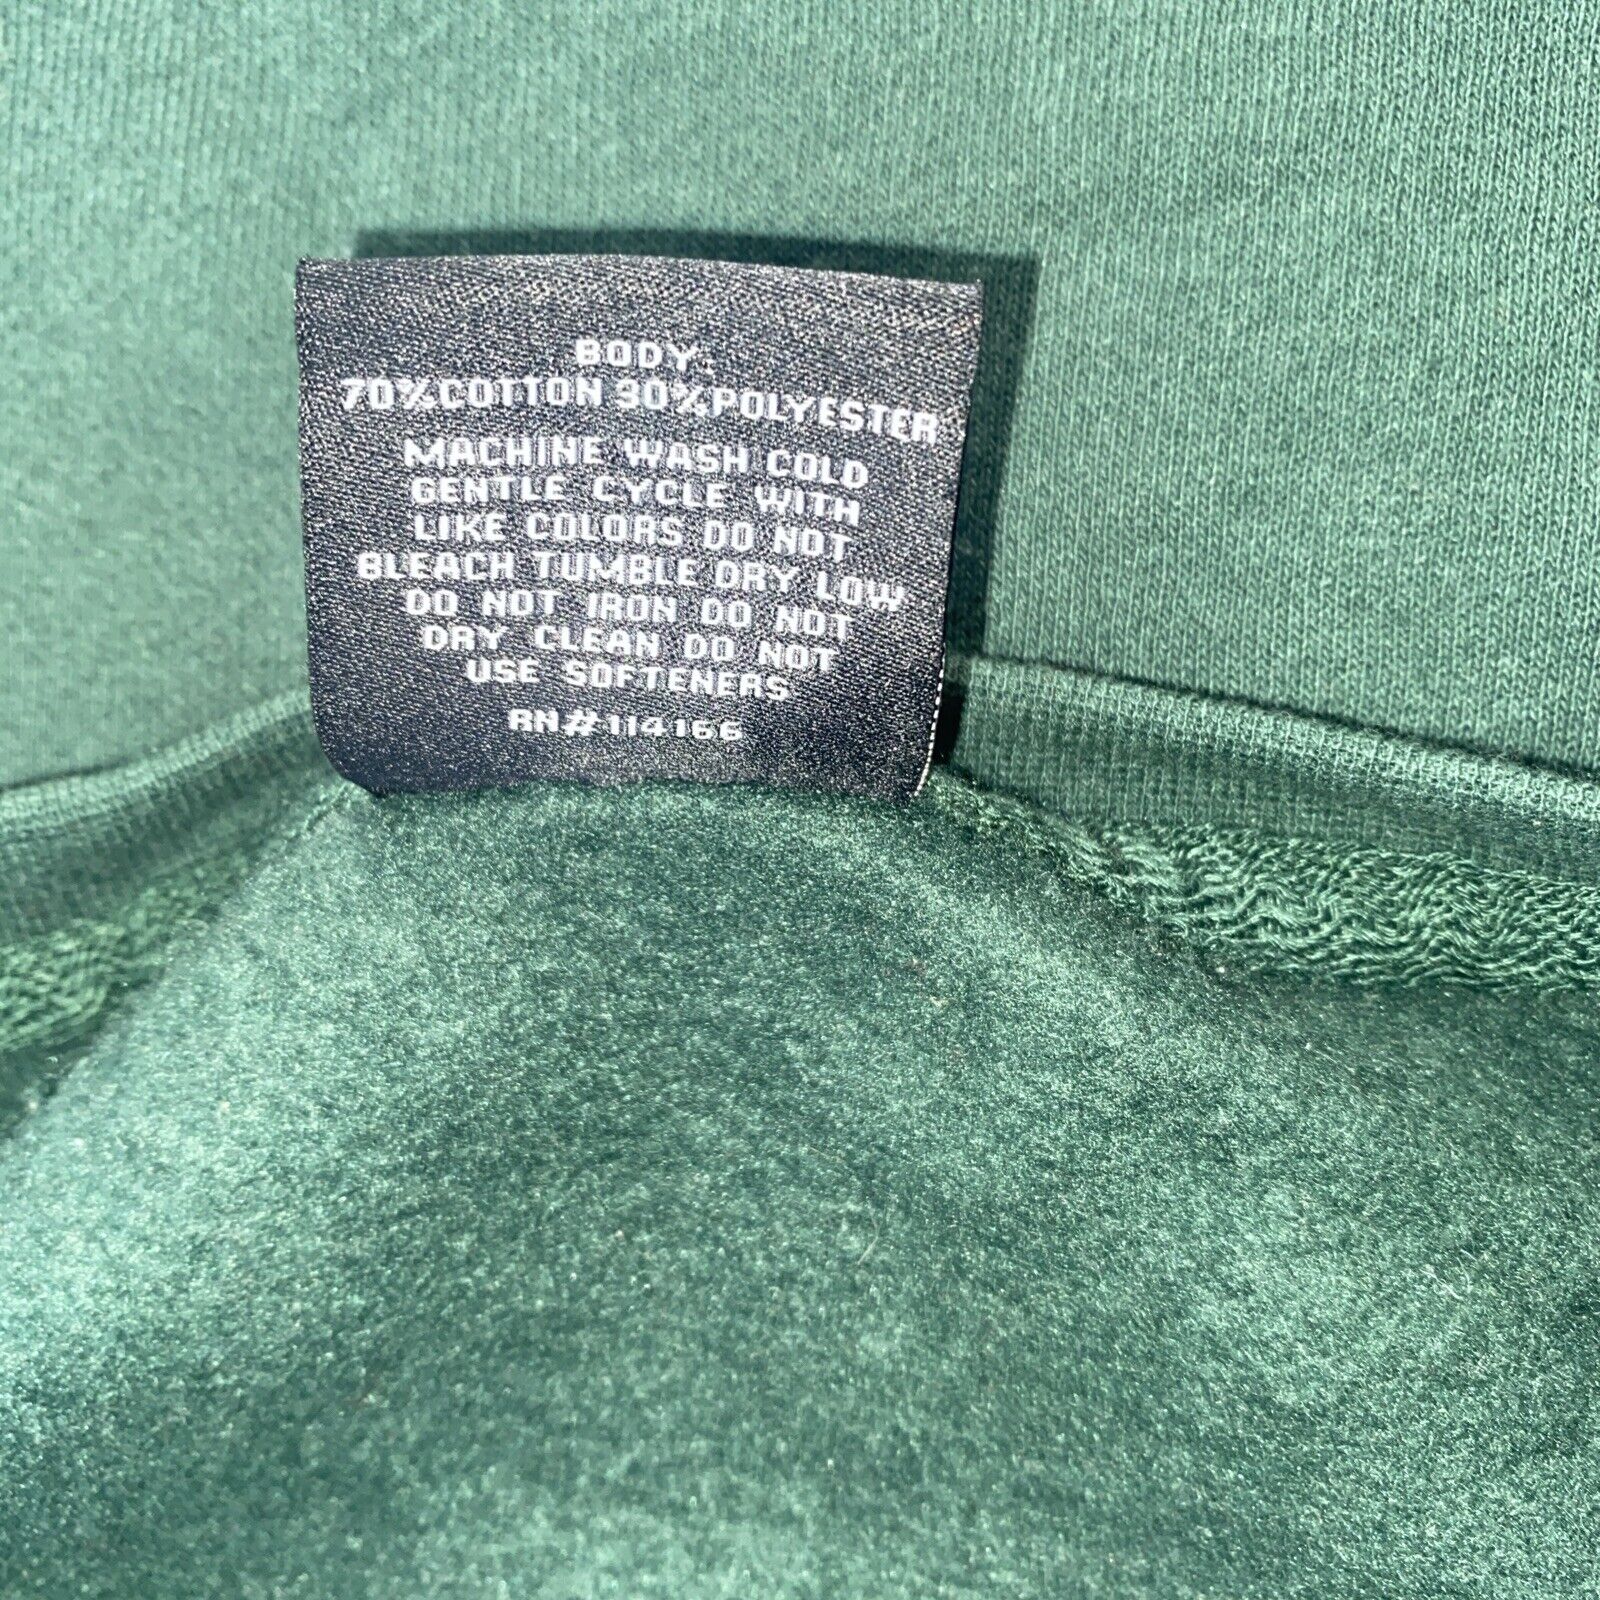 BODY:
70%COTTON 30%POLYESTER
MACHINE WASH COLD
GENTLE CYCLE WITH
LIKE COLORS DO NOT
BLEACH TUMBLE DRY LOW
DO NOT IRON DO NOT
DRY CLEAN DO NOT
USE SOFTENERS
RN#114166